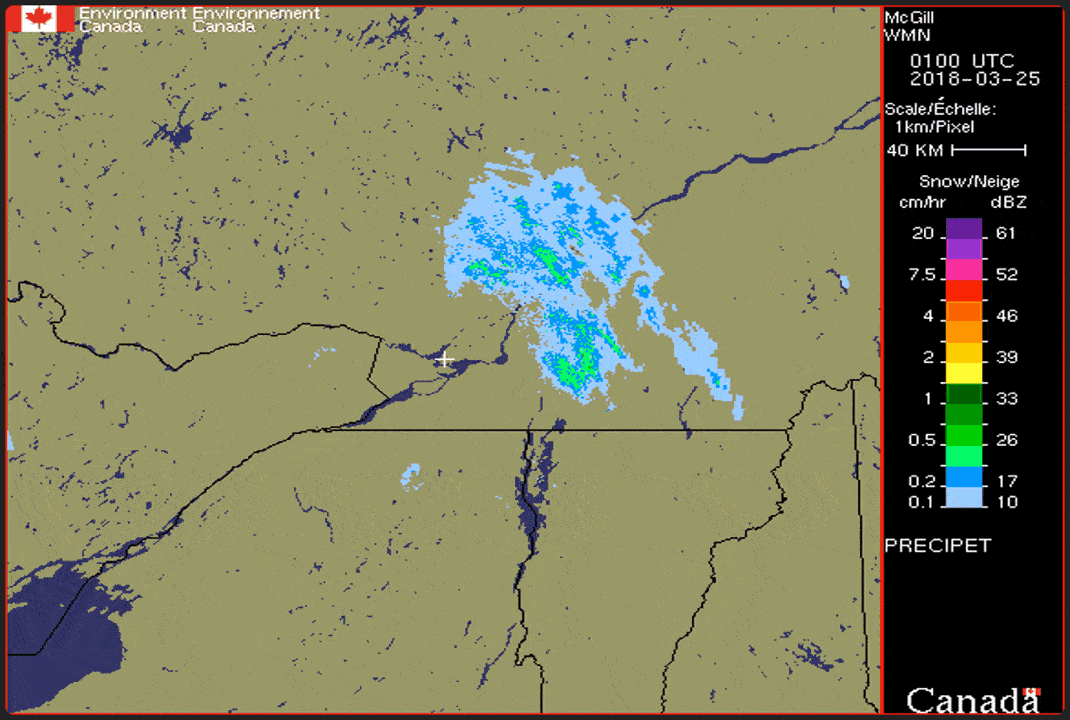 Environment Environnement
Canada Canada
McGill
WMN
0100 UTC
2018-03-25
Scale/Échelle:
1km/Pixel
40 KM
Snow/Neige
cm/hr dBZ
20 61
7.5 52
4 46
2 39
1 33
0.5 26
0.2 17
0.1 10
PRECIPET
Canada